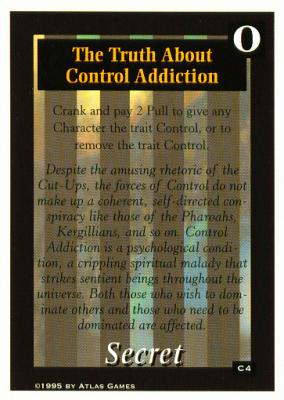 The Truth About
Control Addiction
O
Crank and pay 2 Pull to give any
Character the trait Control, or to
remove the trait Control.
Despite the amusing rhetoric of the
Cut-Ups, the forces of Control do not
make up a coherent, self-directed con-
spiracy like those of the Pharoahs,
Kergillians, and so on. Control
Addiction is a psychological condi-
tion, a crippling spiritual malady that
strikes sentient beings throughout the
universe. Both those who wish to dom-
inate others and those who need to be
dominated are affected.
Secret
C4
©1995 BY ATLAS GAMES